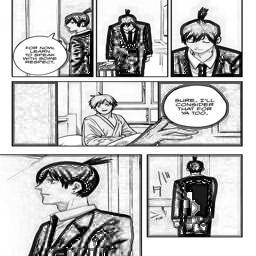 FOR NOW,
LEARN
TO SPEAK
WITH SOME
RESPECT.
SURE, I'LL
CONSIDER
THAT FOR
YA TOO.